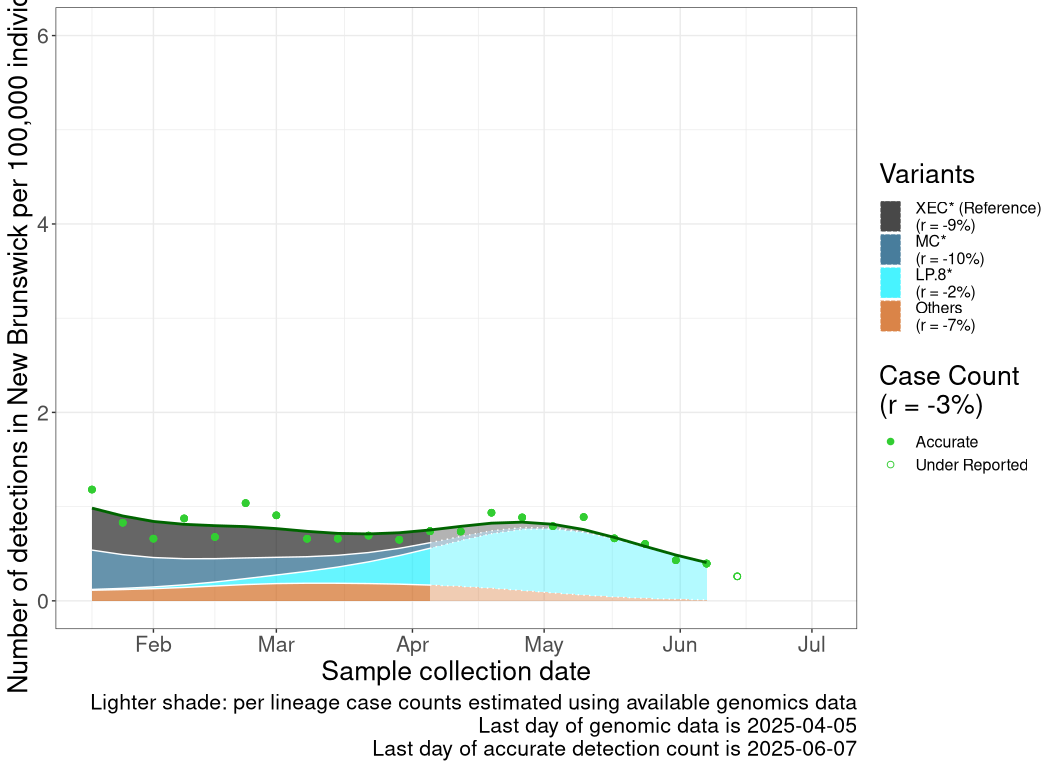 Number of detections in New Brunswick per 100,000
6
4
2
0
Feb Mar Apr May Jun Jul
Sample collection date
Variants
XEC* (Reference)
(r = -9%)
MC*
(r = -10%)
LP.8*
(r = -2%)
Others
(r = -7%)
Case Count
(r = -3%)
Accurate
Under Reported
Lighter shade: per lineage case counts estimated using available genomics data
Last day of genomic data is 2025-04-05
Last day of accurate detection count is 2025-06-07